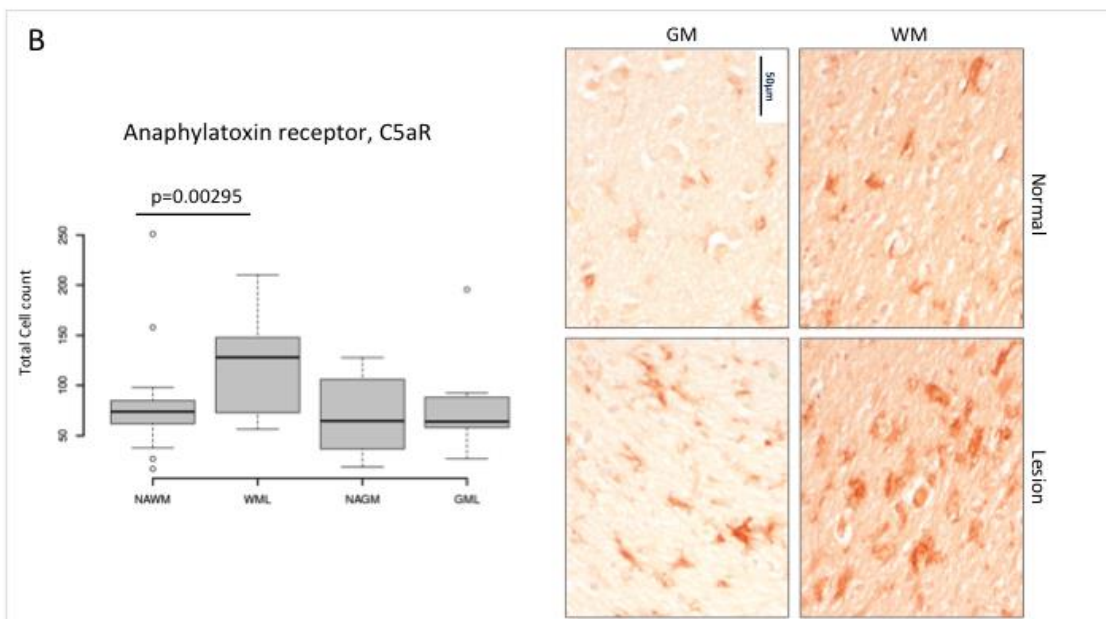 B
Anaphylatoxin receptor, C5aR
p=0.00295
Total Cell count
250
200
150
100
50
NAWM WML NAGM GML
GM WM
50µm
Normal
Lesion